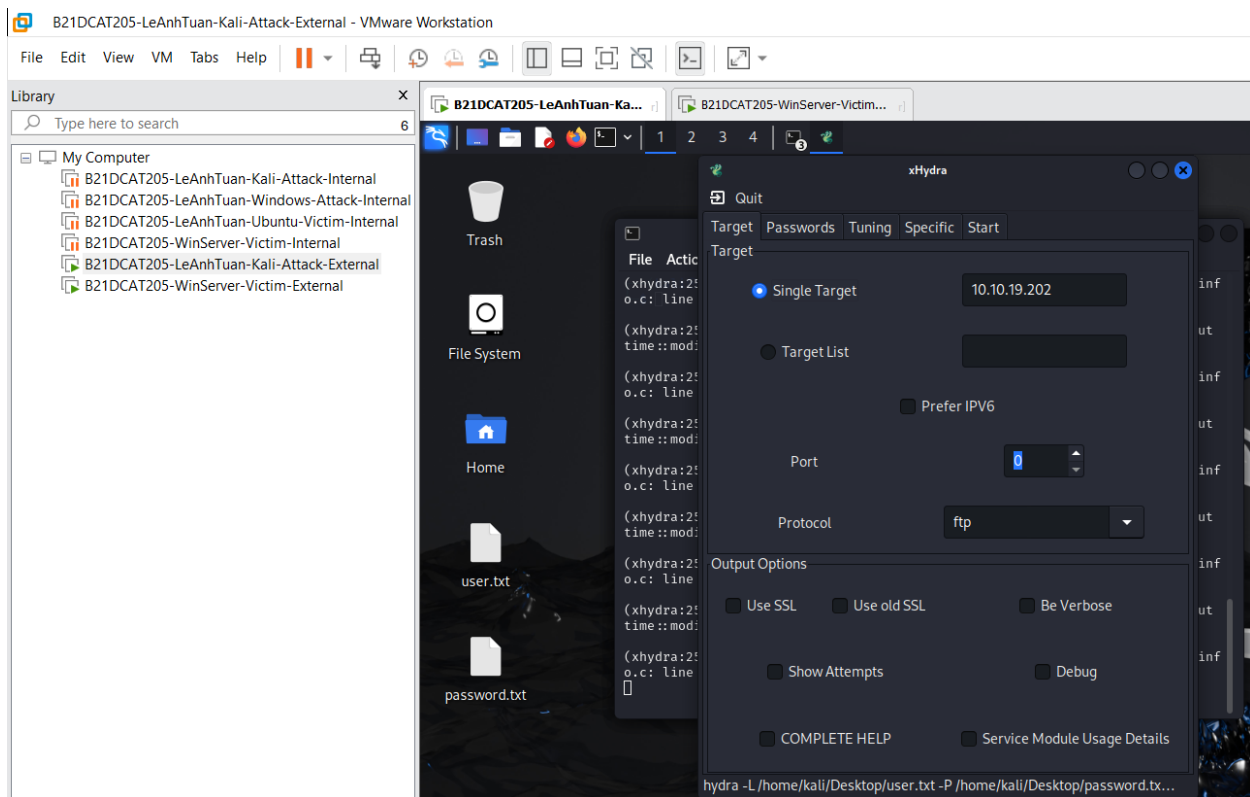 B21DCAT205-LeAnhTuan-Kali-Attack-External - VMware Workstation
File Edit View VM Tabs Help
Library x
Type here to search 6
My Computer
B21DCAT205-LeAnhTuan-Kali-Attack-Internal
B21DCAT205-LeAnhTuan-Windows-Attack-Internal
B21DCAT205-LeAnhTuan-Ubuntu-Victim-Internal
B21DCAT205-WinServer-Victim-Internal
B21DCAT205-LeAnhTuan-Kali-Attack-External
B21DCAT205-WinServer-Victim-External
B21DCAT205-LeAnhTuan-Ka...
B21DCAT205-WinServer-Victim...
1 2 3 4 3
Trash
File System
Home
user.txt
password.txt
File Actio
(xhydra:25 inf
o.c: line
(xhydra:25 ut
time::modi
(xhydra:25 inf
o.c: line
(xhydra:25 ut
time::modi
(xhydra:25 inf
o.c: line
(xhydra:25 ut
time::modi
(xhydra:25 inf
o.c: line
(xhydra:25 ut
time::modi
(xhydra:25 inf
o.c: line
xHydra
Quit
Target Passwords Tuning Specific Start
Target
Single Target 10.10.19.202
Target List
Prefer IPV6
Port 0
Protocol ftp
Output Options
Use SSL Use old SSL Be Verbose
Show Attempts Debug
COMPLETE HELP Service Module Usage Details
hydra -L /home/kali/Desktop/user.txt -P /home/kali/Desktop/password.tx...